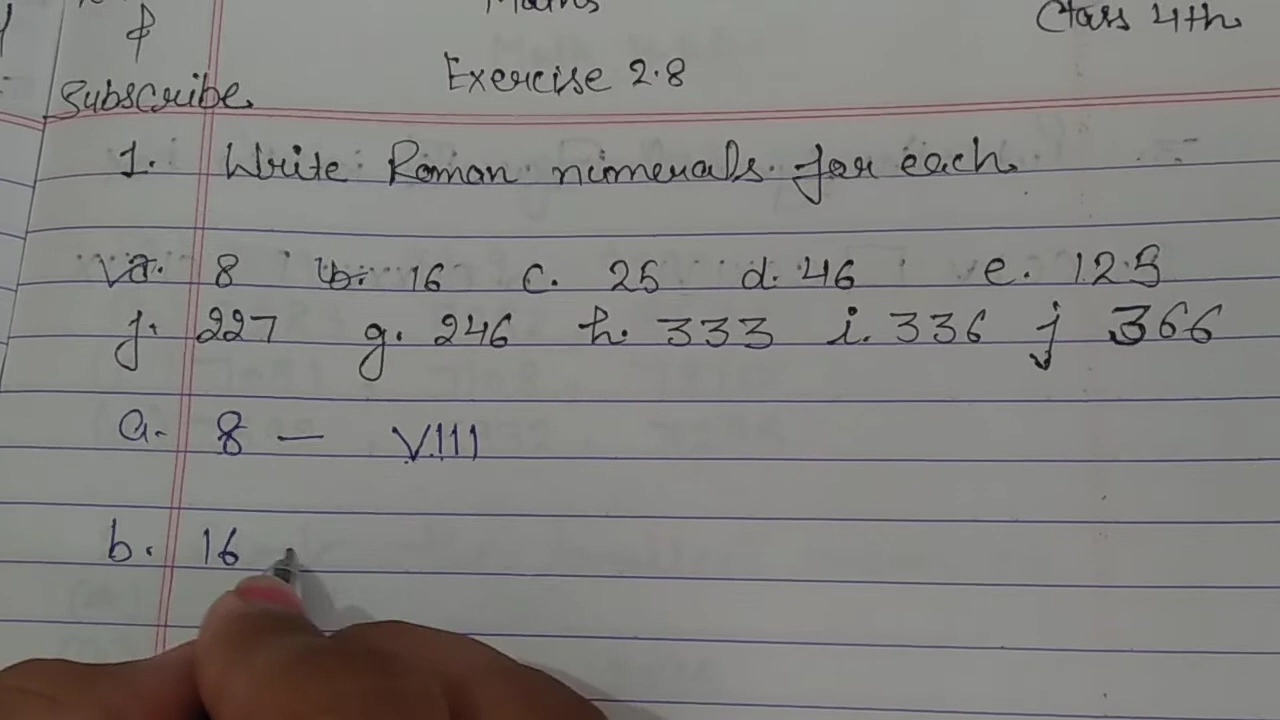 Maths
Class 4th
&
Subscribe
Exercise 2.8
1. Write Roman numerals for each.
a. 8 b. 16 c. 25 d. 46 e. 125
f. 227 g. 246 h. 333 i. 336 j 366
a. 8 — VIII
b. 16